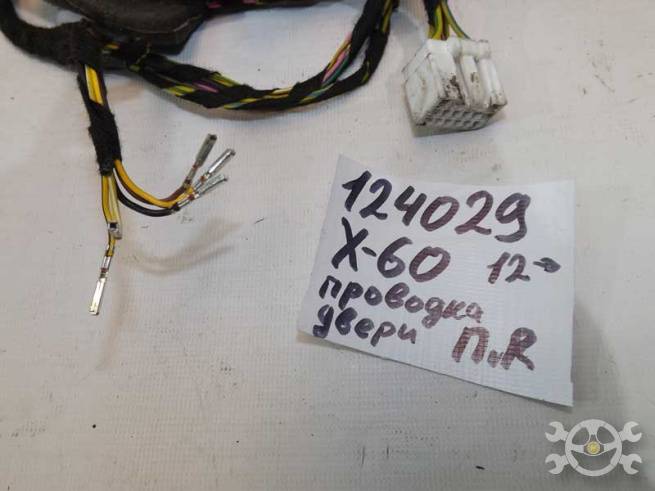 124029
X-60 12→
проводка
двери П.R